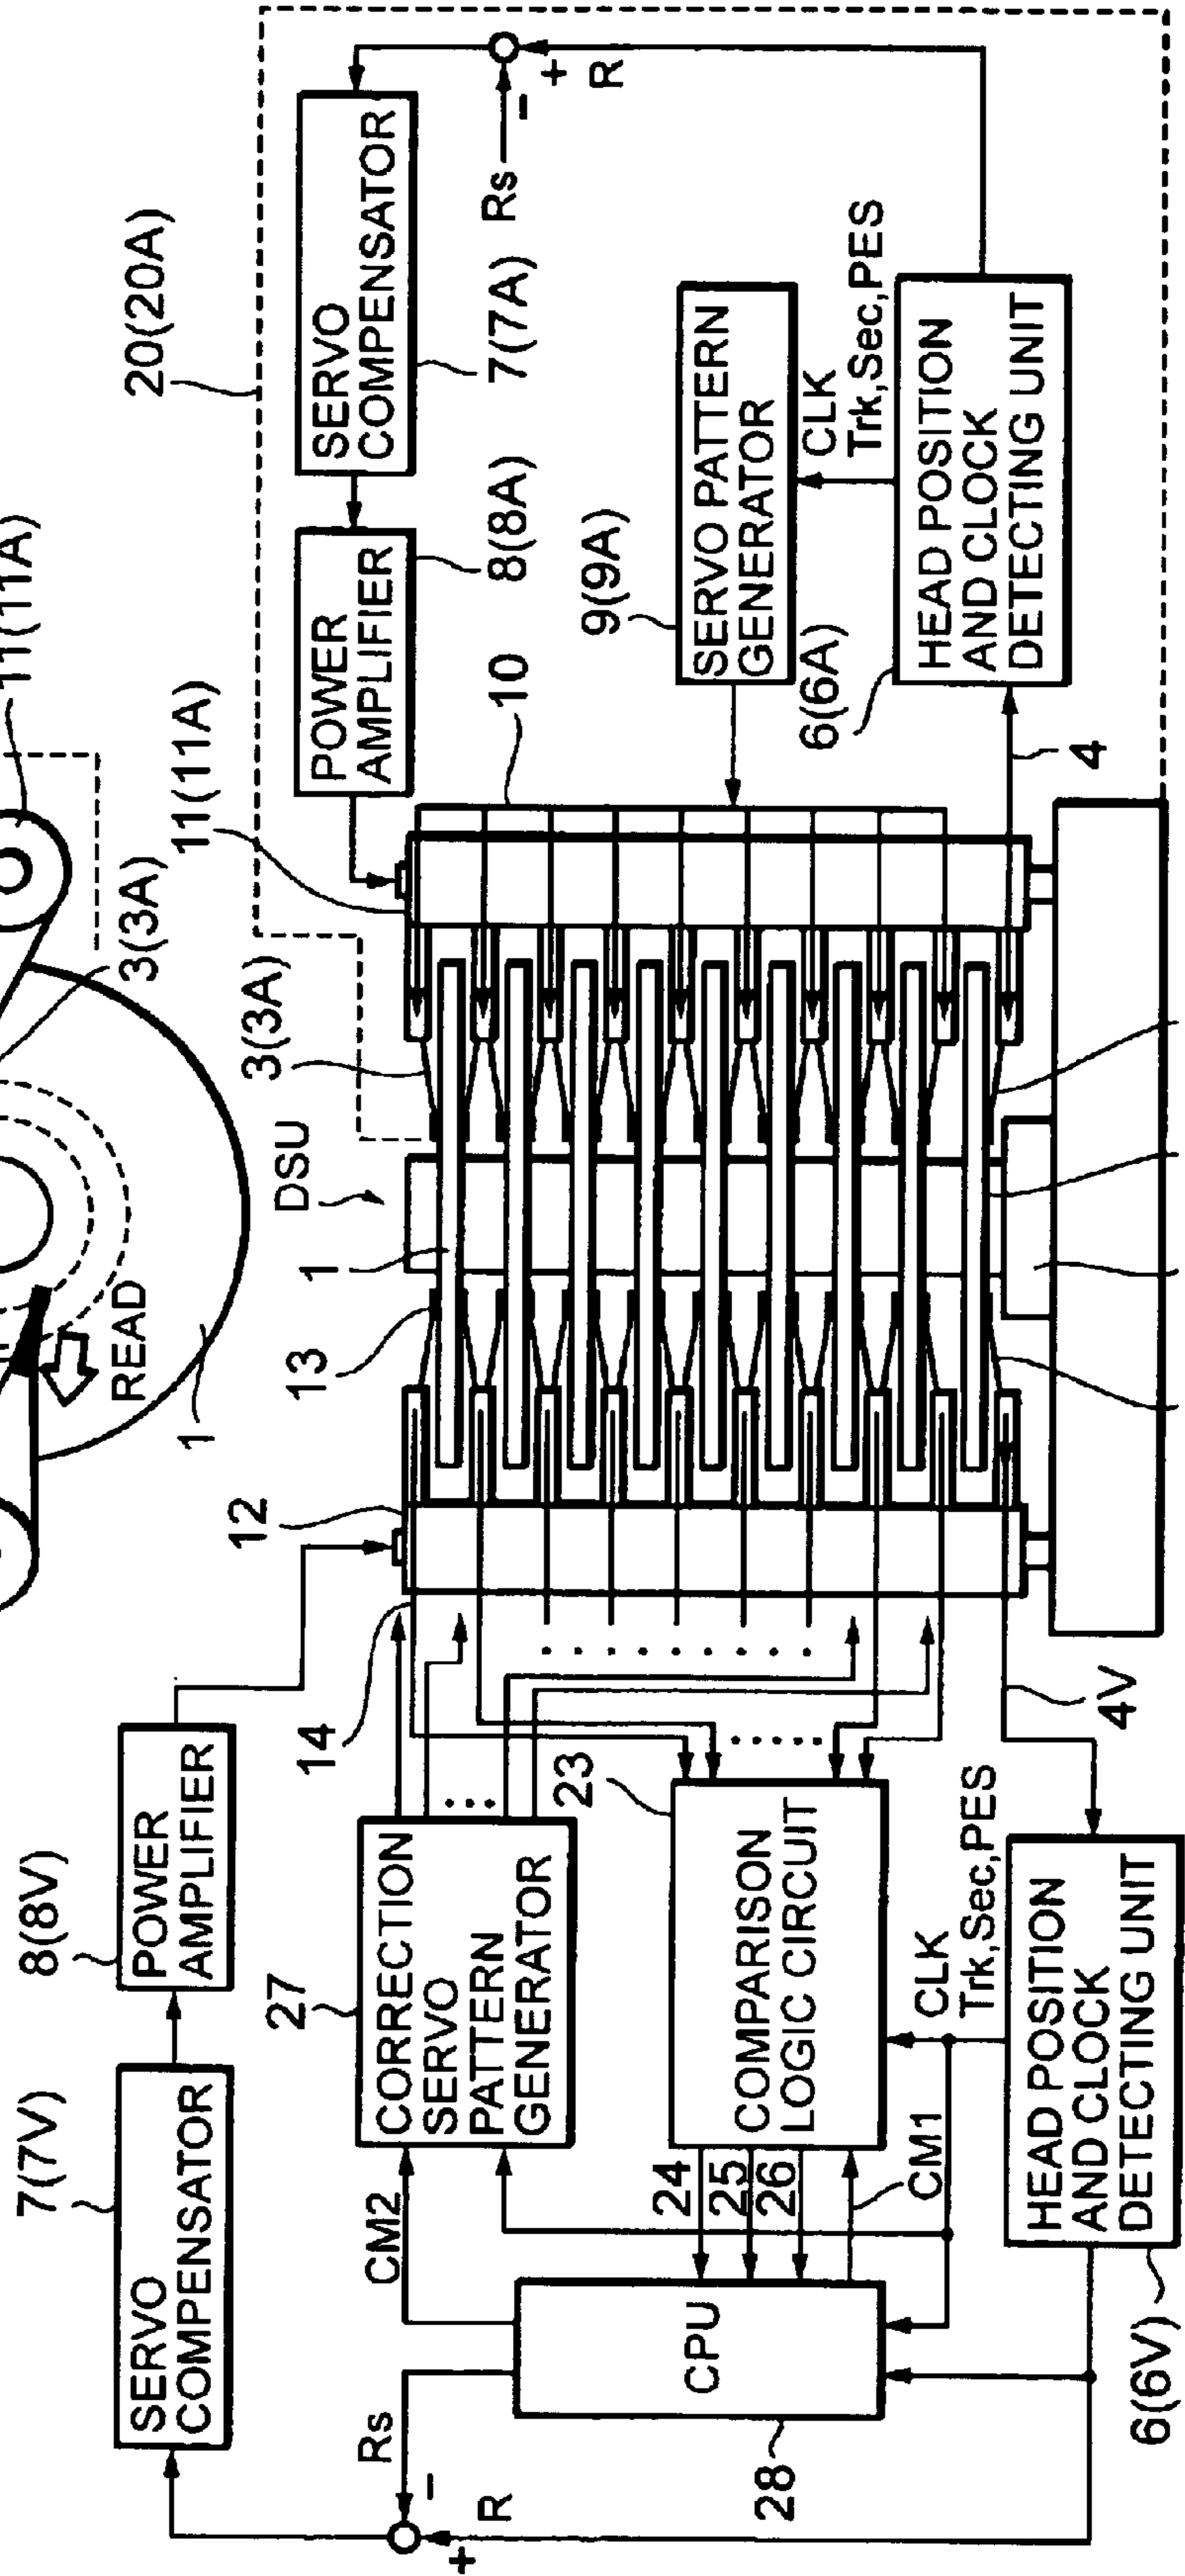 11(11A)
3(3A)
READ
1
20(20A)
11(11A)
3(3A)
DSU
1
13
12
14
10
SERVO
COMPENSATOR
7(7A)
POWER
AMPLIFIER
8(8A)
Rs
-
+
R
SERVO PATTERN
GENERATOR
9(9A)
CLK
Trk,Sec,PES
HEAD POSITION
AND CLOCK
DETECTING UNIT
6(6A)
4
8(8V)
POWER
AMPLIFIER
7(7V)
SERVO
COMPENSATOR
27
CORRECTION
SERVO
PATTERN
GENERATOR
23
COMPARISON
LOGIC CIRCUIT
24
25
26
CM1
CM2
CPU
28
Rs
-
+
R
CLK
Trk,Sec,PES
4V
HEAD POSITION
AND CLOCK
DETECTING UNIT
6(6V)